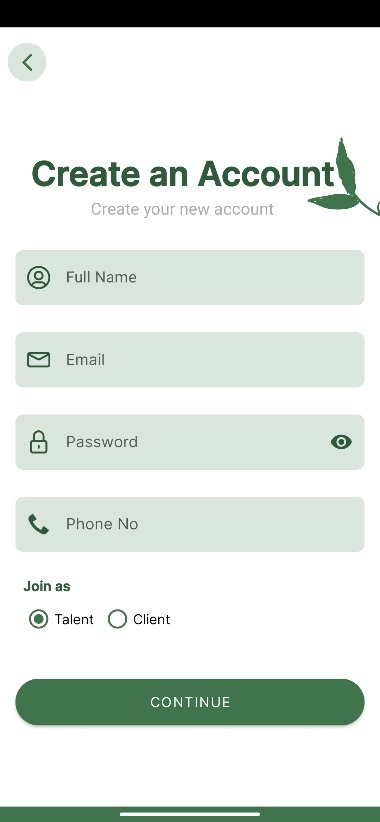 Create an Account
Create your new account
Full Name
Email
Password
Phone No
Join as
Talent Client
CONTINUE